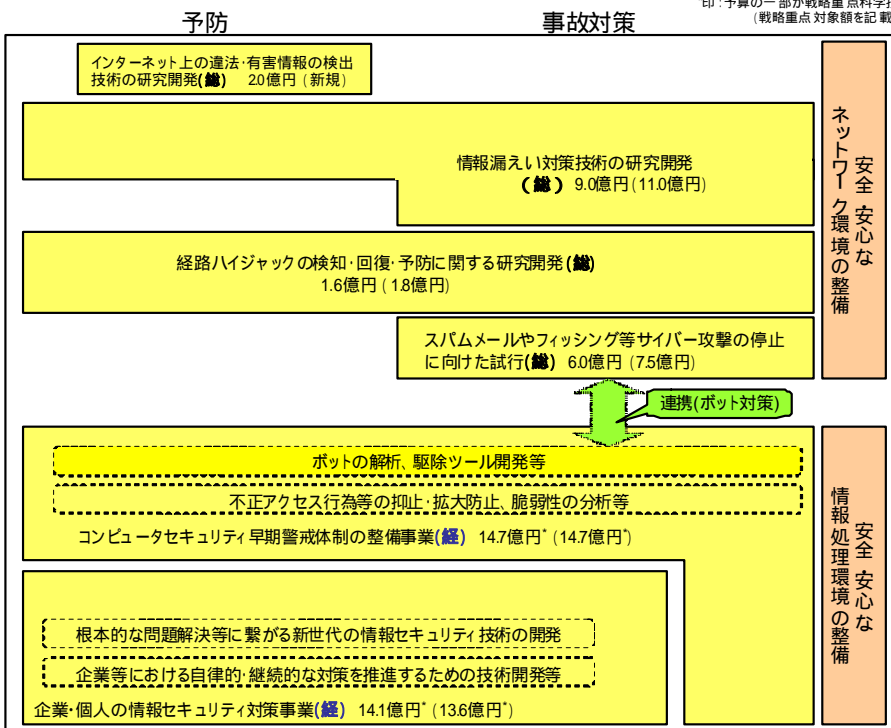 印:予算の一部が戦略重点科学技
(戦略重点対象額を記載
予防
事故対策
インターネット上の違法・有害情報の検出
技術の研究開発(総) 20億円(新規)
情報漏えい対策技術の研究開発
(総) 9.0億円(11.0億円)
経路ハイジャックの検知・回復・予防に関する研究開発(総)
1.6億円(1.8億円)
スパムメールやフィッシング等サイバー攻撃の停止
に向けた試行(総) 6.0億円(7.5億円)
安全 安心な
ネットワーク環境の整備
連携(ボット対策)
ボットの解析、駆除ツール開発等
不正アクセス行為等の抑止・拡大防止、脆弱性の分析等
コンピュータセキュリティ早期警戒体制の整備事業(経) 14.7億円*(14.7億円*)
根本的な問題解決等に繋がる新世代の情報セキュリティ技術の開発
企業等における自律的・継続的な対策を推進するための技術開発等
企業・個人の情報セキュリティ対策事業(経) 14.1億円*(13.6億円*)
安全 安心な
情報処理環境の整備